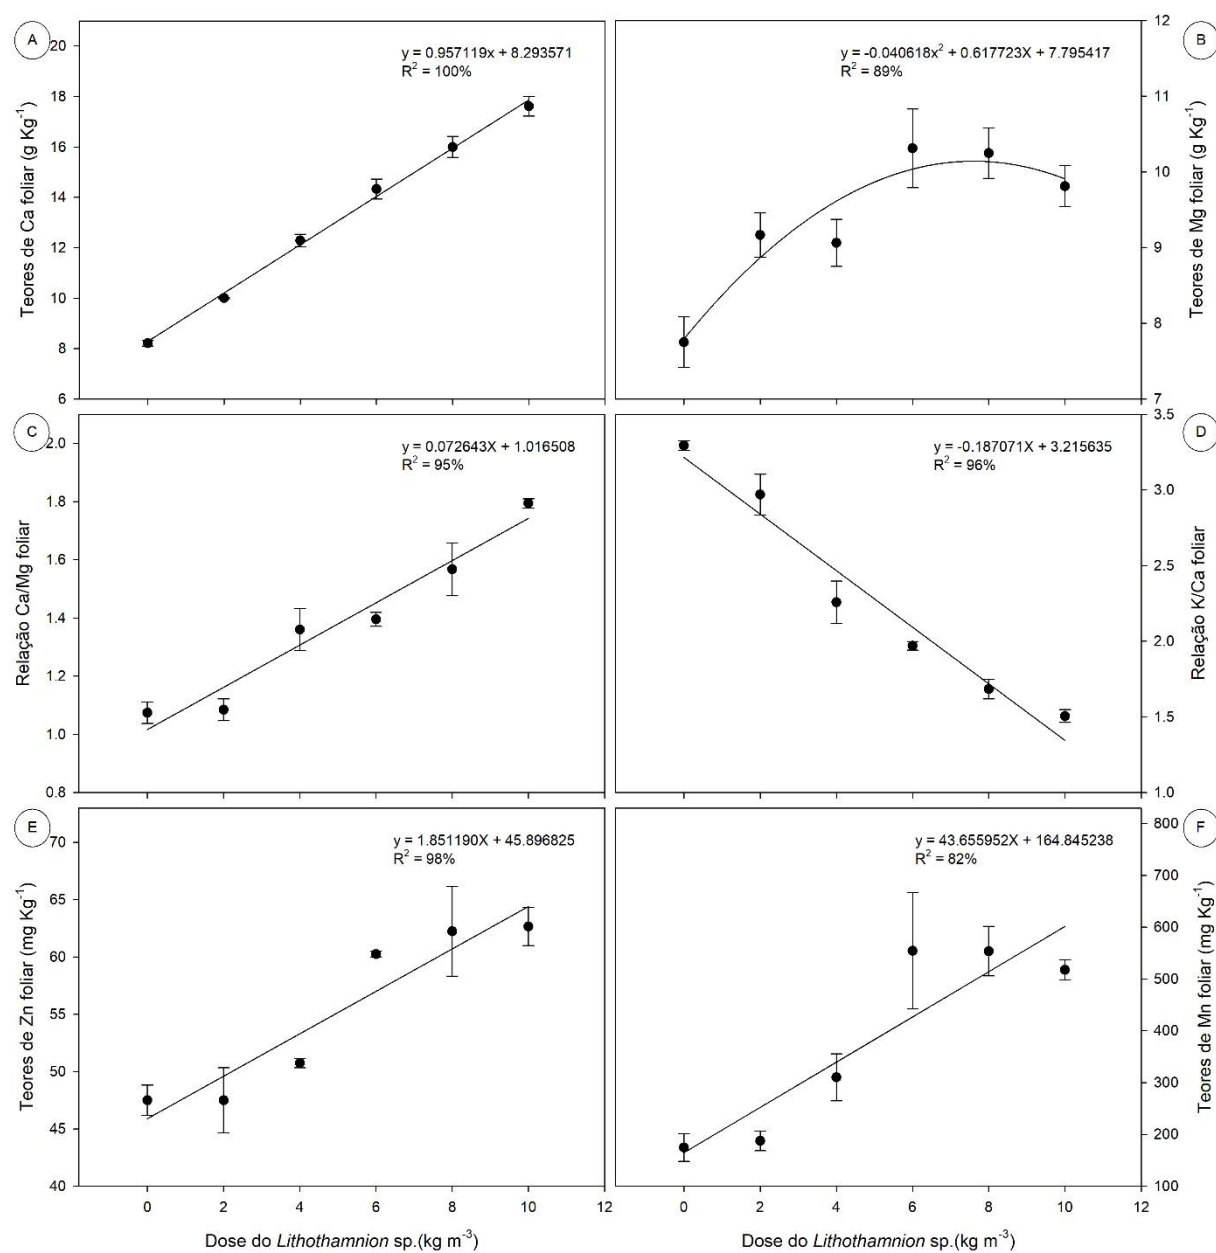 A
y = 0.957119x + 8.293571
R² = 100%
Teores de Ca foliar (g Kg⁻¹)
20
18
16
14
12
10
8
6
0 2 4 6 8 10 12
B
y = -0.040618x² + 0.617723X + 7.795417
R² = 89%
Teores de Mg foliar (g Kg⁻¹)
12
11
10
9
8
7
C
y = 0.072643X + 1.016508
R² = 95%
Relação Ca/Mg foliar
2.0
1.8
1.6
1.4
1.2
1.0
0.8
D
y = -0.187071X + 3.215635
R² = 96%
Relação K/Ca foliar
3.5
3.0
2.5
2.0
1.5
1.0
E
y = 1.851190X + 45.896825
R² = 98%
Teores de Zn foliar (mg Kg⁻¹)
70
65
60
55
50
45
40
0 2 4 6 8 10 12
Dose do Lithothamnion sp.(kg m⁻³)
F
y = 43.655952X + 164.845238
R² = 82%
Teores de Mn foliar (mg Kg⁻¹)
800
700
600
500
400
300
200
100
0 2 4 6 8 10 12
Dose do Lithothamnion sp.(kg m⁻³)